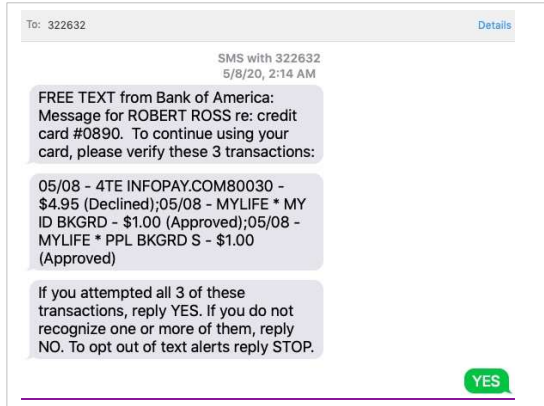 To: 322632 Details
SMS with 322632
5/8/20, 2:14 AM
FREE TEXT from Bank of America:
Message for ROBERT ROSS re: credit
card #0890.  To continue using your
card, please verify these 3 transactions:
05/08 - 4TE INFOPAY.COM80030 -
$4.95 (Declined);05/08 - MYLIFE * MY
ID BKGRD - $1.00 (Approved);05/08 -
MYLIFE * PPL BKGRD S - $1.00
(Approved)
If you attempted all 3 of these
transactions, reply YES. If you do not
recognize one or more of them, reply
NO. To opt out of text alerts reply STOP.
YES